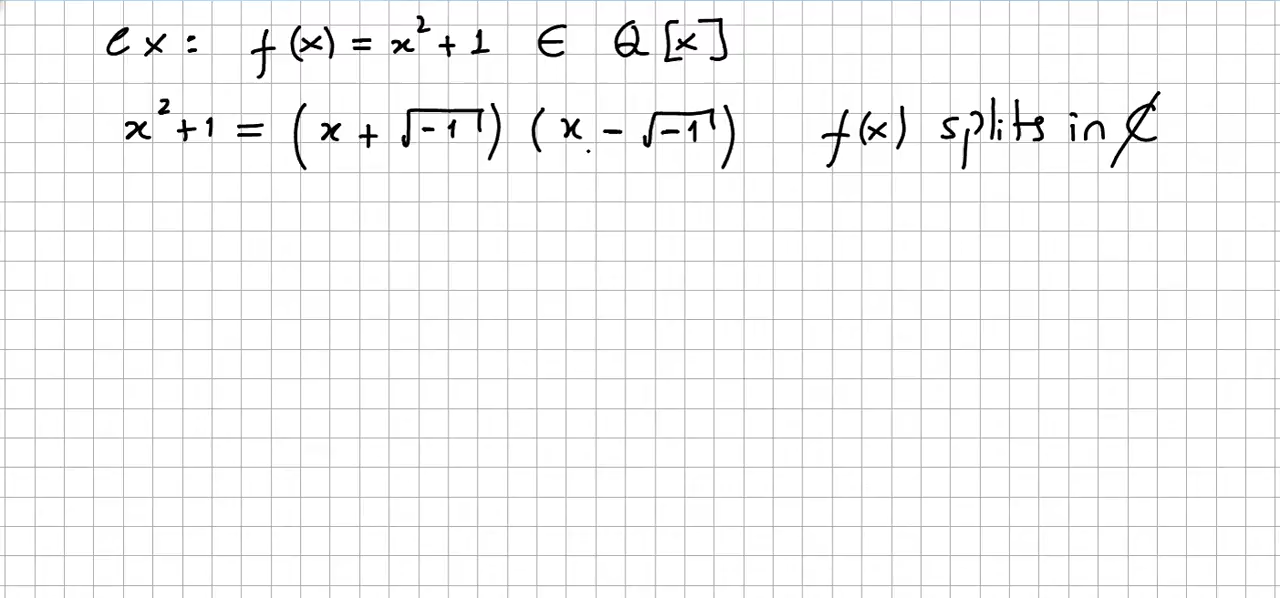 ex: f(x) = x² + 1 ∈ Q[x]
x² + 1 = (x + √-1) (x - √-1) f(x) splits in ℂ